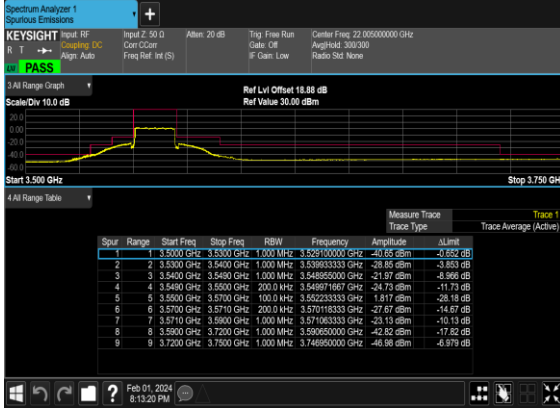 Spectrum Analyzer 1
Spurious Emissions
+
KEYSIGHT Input: RF Input Z: 50 Ω Atten: 20 dB Trig: Free Run Center Freq: 22.005000000 GHz
R T Coupling: DC Corr CCorr Gate: Off Avg|Hold: 300/300
Align: Auto Freq Ref: Int (S) IF Gain: Low Radio Std: None
PASS
3 All Range Graph
Ref Lvl Offset 18.88 dB
Scale/Div 10.0 dB Ref Value 30.00 dBm
20.0
0.00
-20.0
-40.0
-60.0
Start 3.500 GHz Stop 3.750 GH
4 All Range Table
Measure Trace Trace 1
Trace Type Trace Average (Active)
Spur Range Start Freq Stop Freq RBW Frequency Amplitude ΔLimit
1 1 3.5000 GHz 3.5300 GHz 1.000 MHz 3.529100000 GHz -40.65 dBm -0.652 dB
2 2 3.5300 GHz 3.5400 GHz 1.000 MHz 3.539933333 GHz -28.85 dBm -3.853 dB
3 3 3.5400 GHz 3.5490 GHz 1.000 MHz 3.548955000 GHz -21.97 dBm -8.966 dB
4 4 3.5490 GHz 3.5500 GHz 200.0 kHz 3.549971667 GHz -24.73 dBm -11.73 dB
5 5 3.5500 GHz 3.5700 GHz 100.0 kHz 3.552233333 GHz 1.817 dBm -28.18 dB
6 6 3.5700 GHz 3.5710 GHz 200.0 kHz 3.570118333 GHz -27.67 dBm -14.67 dB
7 7 3.5710 GHz 3.5900 GHz 1.000 MHz 3.571063333 GHz -23.13 dBm -10.13 dB
8 8 3.5900 GHz 3.7200 GHz 1.000 MHz 3.590650000 GHz -42.82 dBm -17.82 dB
9 9 3.7200 GHz 3.7500 GHz 1.000 MHz 3.746950000 GHz -46.98 dBm -6.979 dB
? Feb 01, 2024
8:13:20 PM